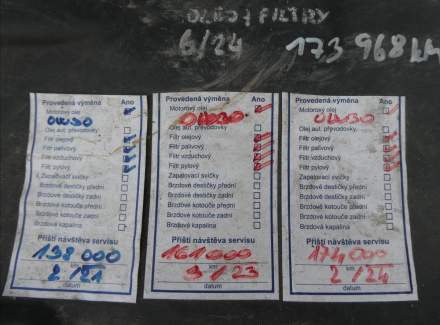 OLEJ + FILTRY
6/24 173 968 KM
Provedená výměna Ano
Motorový olej
0W30
Olej aut. převodovky
Filtr olejový
Filtr palivový
Filtr vzduchový
Filtr pylový
Zapalovací svíčky
Brzdové destičky přední
Brzdové destičky zadní
Brzdové kotouče přední
Brzdové kotouče zadní
Brzdová kapalina
Příští návštěva servisu
198 000
km
2/21
datum
Provedená výměna Ano
Motorový olej
0W30
Olej aut. převodovky
Filtr olejový
Filtr palivový
Filtr vzduchový
Filtr pylový
Zapalovací svíčky
Brzdové destičky přední
Brzdové destičky zadní
Brzdové kotouče přední
Brzdové kotouče zadní
Brzdová kapalina
Příští návštěva servisu
161 000
km
3/23
datum
Provedená výměna Ano
Motorový olej
0W30
Olej aut. převodovky
Filtr olejový
Filtr palivový
Filtr vzduchový
Filtr pylový
Zapalovací svíčky
Brzdové destičky přední
Brzdové destičky zadní
Brzdové kotouče přední
Brzdové kotouče zadní
Brzdová kapalina
Příští návštěva servisu
174 000
km
2/24
datum